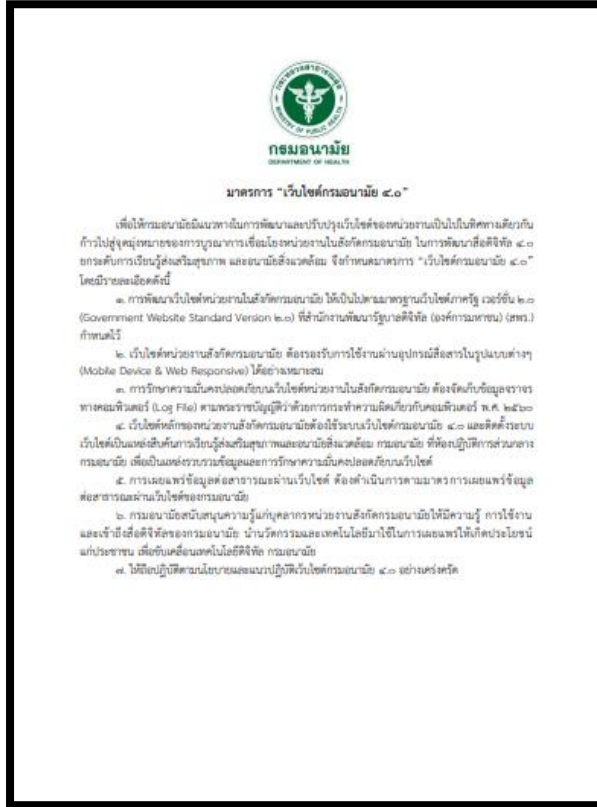 กระทรวงสาธารณสุข
MINISTRY OF PUBLIC HEALTH
กรมอนามัย
DEPARTMENT OF HEALTH
มาตรการ “เว็บไซต์กรมอนามัย ๔.๐”
เพื่อให้กรมอนามัยมีแนวทางในการพัฒนาและปรับปรุงเว็บไซต์ของหน่วยงานเป็นไปในทิศทางเดียวกัน
ก้าวไปสู่จุดมุ่งหมายของการบูรณาการเชื่อมโยงหน่วยงานในสังกัดกรมอนามัย ในการพัฒนาสื่อดิจิทัล ๔.๐
ยกระดับการเรียนรู้ส่งเสริมสุขภาพ และอนามัยสิ่งแวดล้อม จึงกำหนดมาตรการ “เว็บไซต์กรมอนามัย ๔.๐”
โดยมีรายละเอียดดังนี้
๑. การพัฒนาเว็บไซต์หน่วยงานในสังกัดกรมอนามัย ให้เป็นไปตามมาตรฐานเว็บไซต์ภาครัฐ เวอร์ชั่น ๒.๐
(Government Website Standard Version ๒.๐) ที่สำนักงานพัฒนารัฐบาลดิจิทัล (องค์การมหาชน) (สพร.)
กำหนดไว้
๒. เว็บไซต์หน่วยงานสังกัดกรมอนามัย ต้องรองรับการใช้งานผ่านอุปกรณ์สื่อสารในรูปแบบต่างๆ
(Mobile Device & Web Responsive) ได้อย่างเหมาะสม
๓. การรักษาความมั่นคงปลอดภัยบนเว็บไซต์หน่วยงานในสังกัดกรมอนามัย ต้องจัดเก็บข้อมูลจราจร
ทางคอมพิวเตอร์ (Log File) ตามพระราชบัญญัติว่าด้วยการกระทำความผิดเกี่ยวกับคอมพิวเตอร์ พ.ศ. ๒๕๖๐
๔. เว็บไซต์หลักของหน่วยงานสังกัดกรมอนามัยต้องใช้ระบบเว็บไซต์กรมอนามัย ๔.๐ และติดตั้งระบบ
เว็บไซต์เป็นแหล่งสืบค้นการเรียนรู้ส่งเสริมสุขภาพและอนามัยสิ่งแวดล้อม กรมอนามัย ที่ห้องปฏิบัติการส่วนกลาง
กรมอนามัย เพื่อเป็นแหล่งรวบรวมข้อมูลและการรักษาความมั่นคงปลอดภัยบนเว็บไซต์
๕. การเผยแพร่ข้อมูลต่อสาธารณะผ่านเว็บไซต์ ต้องดำเนินการตามมาตรการเผยแพร่ข้อมูล
ต่อสาธารณะผ่านเว็บไซต์ของกรมอนามัย
๖. กรมอนามัยสนับสนุนความรู้แก่บุคลากรหน่วยงานสังกัดกรมอนามัยให้มีความรู้ การใช้งาน
และเข้าถึงสื่อดิจิทัลของกรมอนามัย นำนวัตกรรมและเทคโนโลยีมาใช้ในการเผยแพร่ให้เกิดประโยชน์
แก่ประชาชน เพื่อขับเคลื่อนเทคโนโลยีดิจิทัล กรมอนามัย
๗. ให้ถือปฏิบัติตามนโยบายและแนวปฏิบัติเว็บไซต์กรมอนามัย ๔.๐ อย่างเคร่งครัด